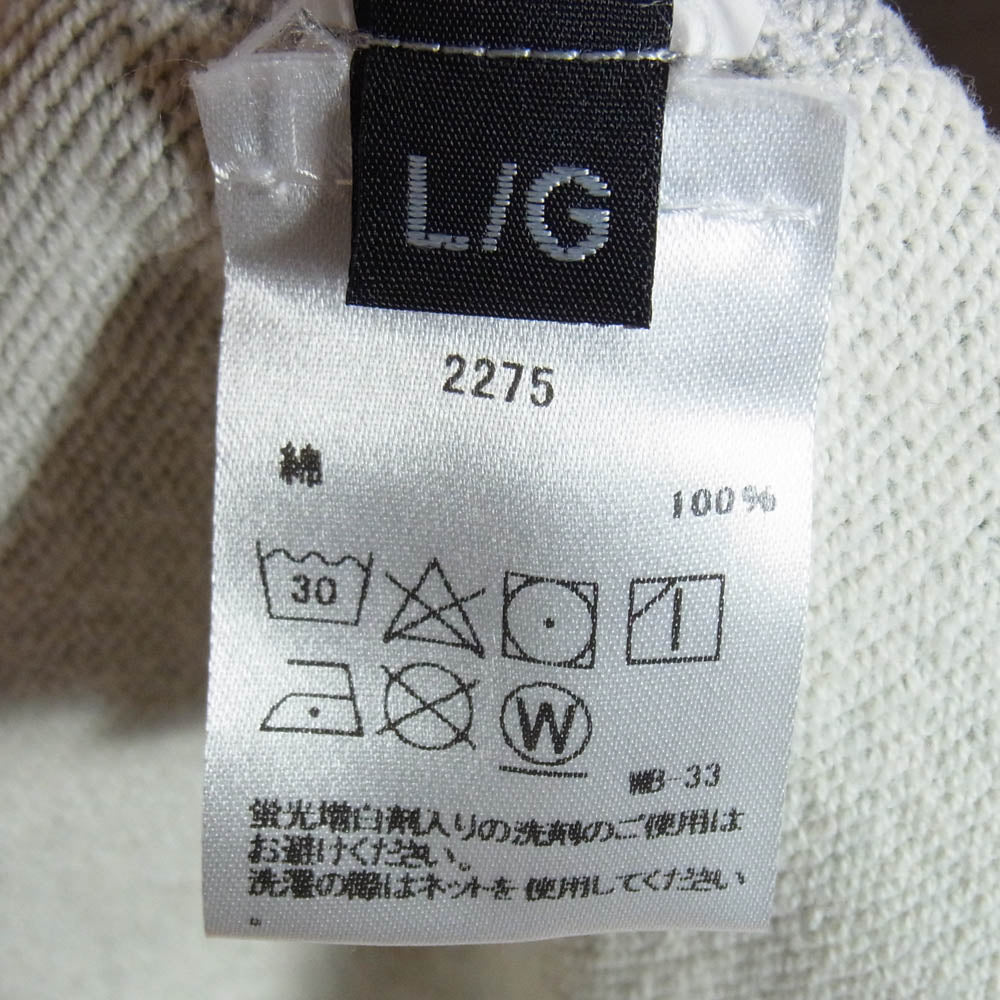 L/G
2275
綿 100%
30
W
WB-33
蛍光増白剤入りの洗剤のご使用は
お避けください。
洗濯の際はネットを使用してください
。